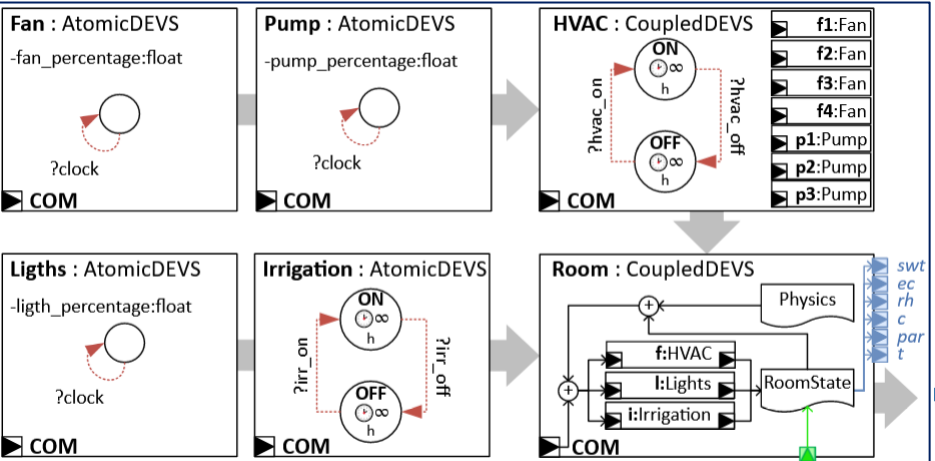 Fan : AtomicDEVS
-fan_percentage:float
?clock
COM
Pump : AtomicDEVS
-pump_percentage:float
?clock
COM
HVAC : CoupledDEVS
ON
∞
h
?hvac_on
?hvac_off
OFF
∞
h
COM
f1:Fan
f2:Fan
f3:Fan
f4:Fan
p1:Pump
p2:Pump
p3:Pump
Ligths : AtomicDEVS
-ligth_percentage:float
?clock
COM
Irrigation : AtomicDEVS
ON
∞
h
?irr_on
?irr_off
OFF
∞
h
COM
Room : CoupledDEVS
+
Physics
f:HVAC
+
l:Lights
RoomState
i:Irrigation
COM
swt
ec
rh
c
par
t